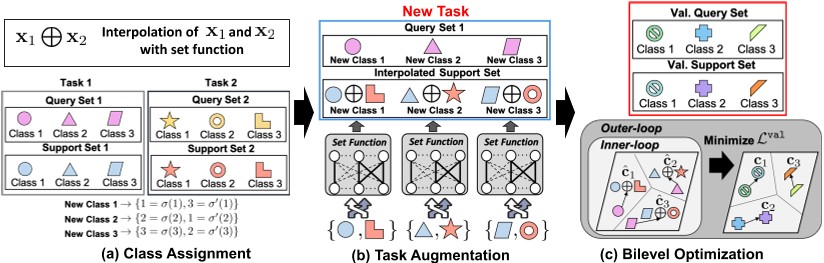 x₁ ⊕ x₂ Interpolation of x₁ and x₂
with set function
Task 1
Query Set 1
Class 1 Class 2 Class 3
Support Set 1
Class 1 Class 2 Class 3
Task 2
Query Set 2
Class 1 Class 2 Class 3
Support Set 2
Class 1 Class 2 Class 3
New Class 1 → {1 = σ(1), 3 = σ′(1)}
New Class 2 → {2 = σ(2), 1 = σ′(2)}
New Class 3 → {3 = σ(3), 2 = σ′(3)}
(a) Class Assignment
New Task
Query Set 1
New Class 1 New Class 2 New Class 3
Interpolated Support Set
⊕ ⊕ ⊕
New Class 1 New Class 2 New Class 3
Set Function Set Function Set Function
{ , } { , } { , }
(b) Task Augmentation
Val. Query Set
Class 1 Class 2 Class 3
Val. Support Set
Class 1 Class 2 Class 3
Outer-loop
Inner-loop
Minimize ℒᵛᵃˡ
ĉ₁ ĉ₂
ĉ₃
c₁ c₃
c₂
(c) Bilevel Optimization